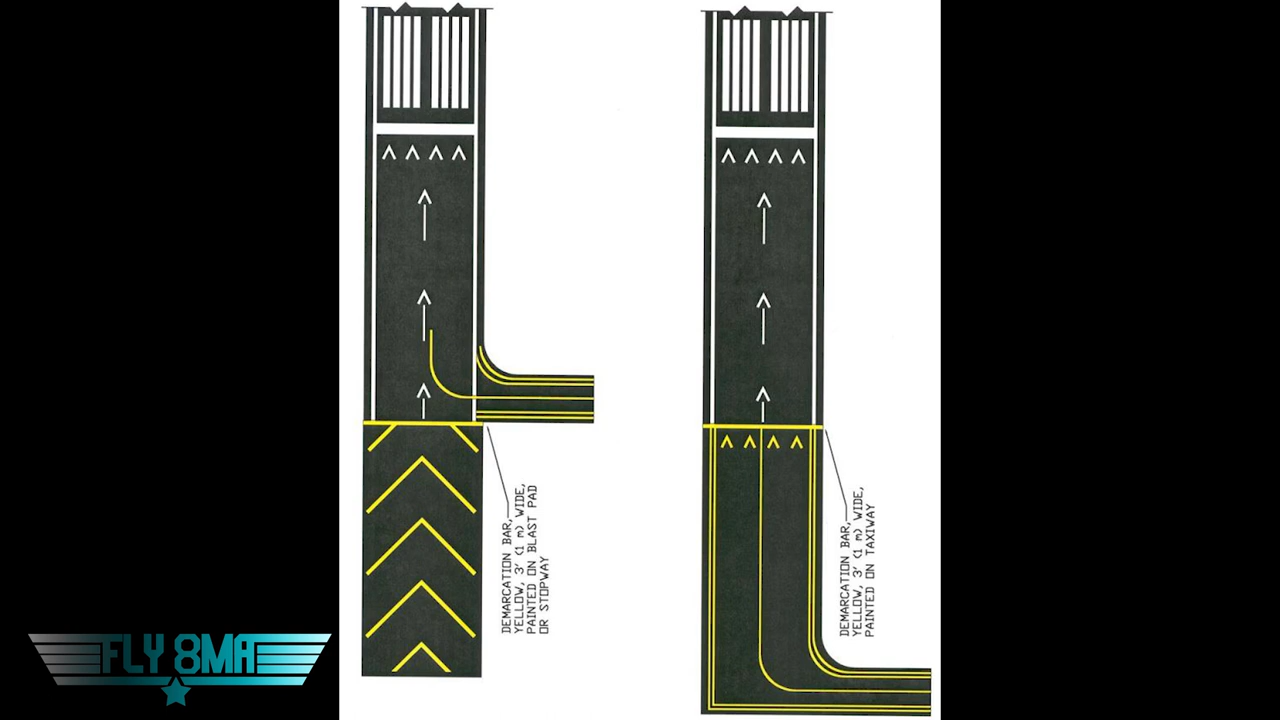 DEMARCATION BAR,
YELLOW, 3' (1 m) WIDE,
PAINTED ON BLAST PAD
OR STOPWAY
DEMARCATION BAR,
YELLOW, 3' (1 m) WIDE,
PAINTED ON TAXIWAY
FLY 8MA